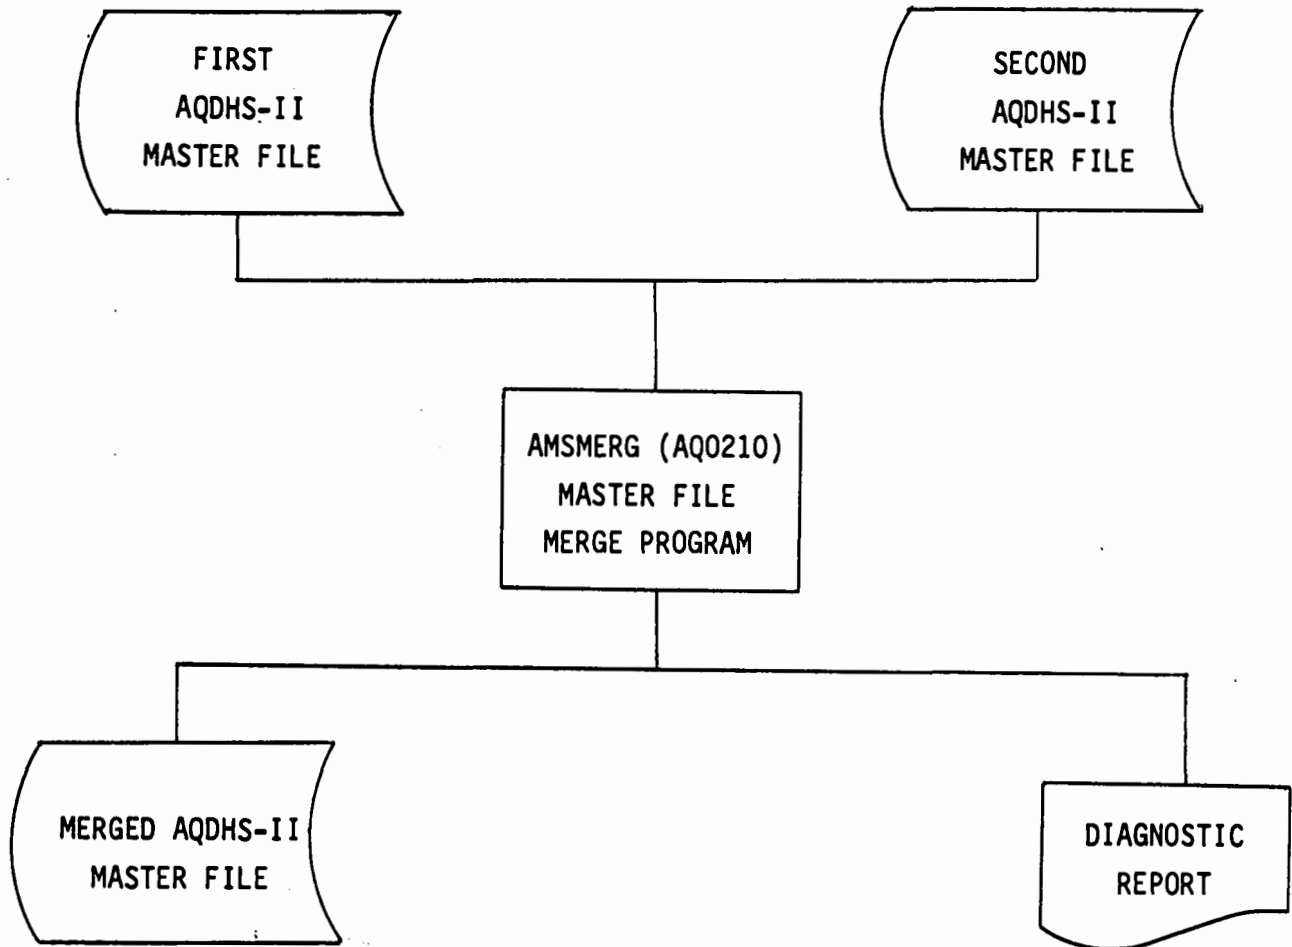 FIRST
AQDHS-II
MASTER FILE
SECOND
AQDHS-II
MASTER FILE
AMSMERG (AQ0210)
MASTER FILE
MERGE PROGRAM
MERGED AQDHS-II
MASTER FILE
DIAGNOSTIC
REPORT